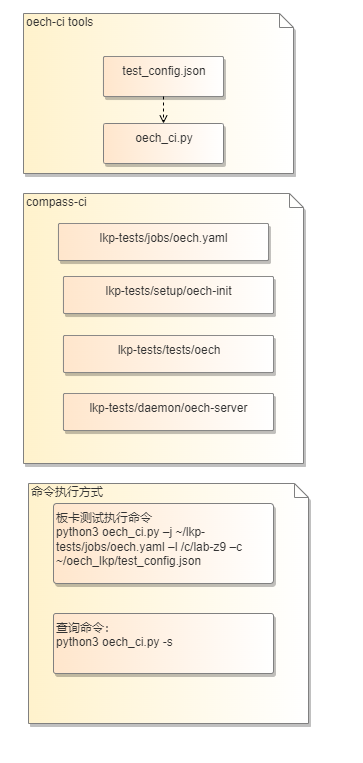 oech-ci tools
test_config.json
oech_ci.py
compass-ci
lkp-tests/jobs/oech.yaml
lkp-tests/setup/oech-init
lkp-tests/tests/oech
lkp-tests/daemon/oech-server
命令执行方式
板卡测试执行命令
python3 oech_ci.py –j ~/lkp-
tests/jobs/oech.yaml –l /c/lab-z9 –c
~/oech_lkp/test_config.json
查询命令：
python3 oech_ci.py -s